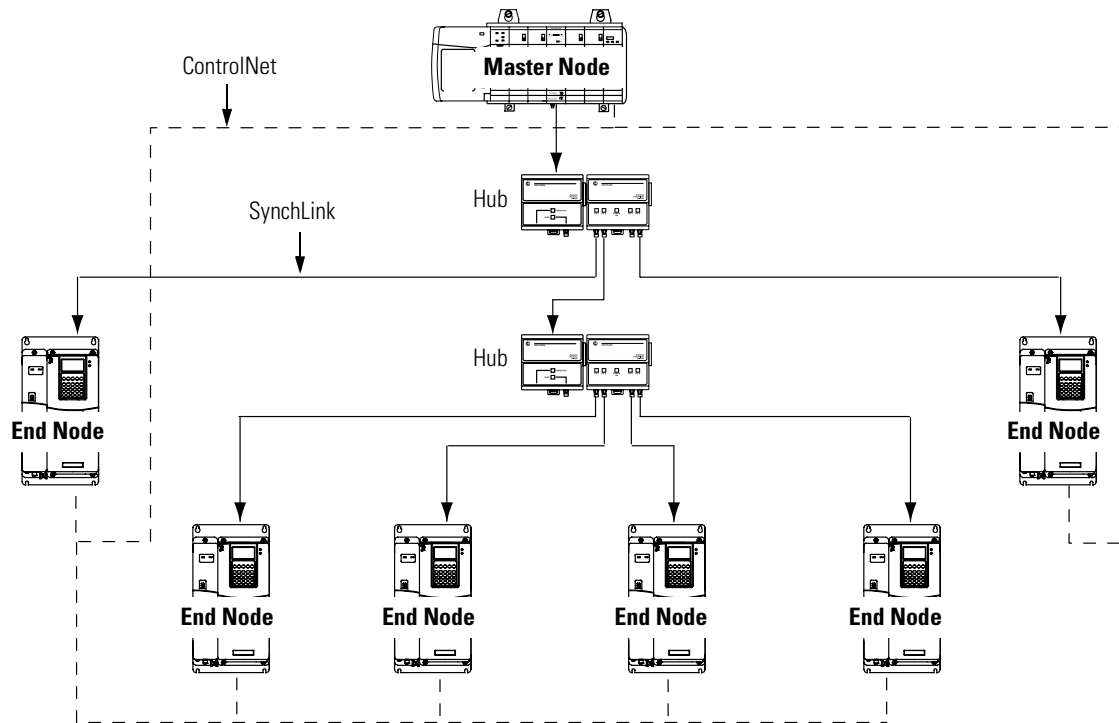 Master Node
ControlNet
Hub
SynchLink
Hub
End Node
End Node
End Node
End Node
End Node
End Node